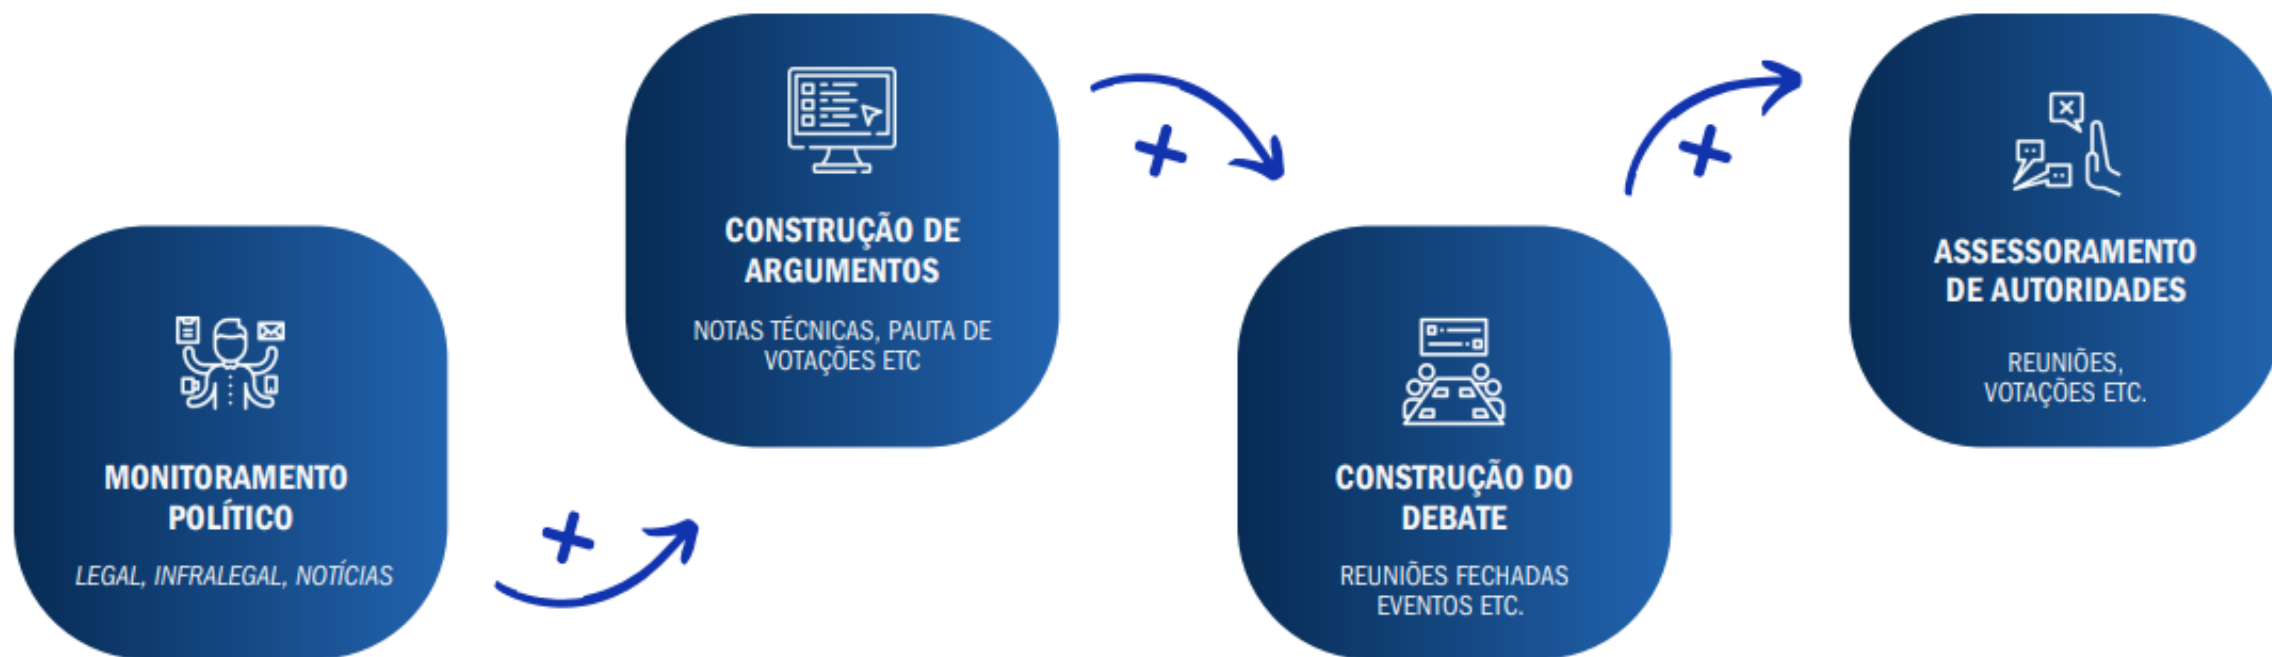 MONITORAMENTO
POLÍTICO
LEGAL, INFRALEGAL, NOTÍCIAS
+
CONSTRUÇÃO DE
ARGUMENTOS
NOTAS TÉCNICAS, PAUTA DE
VOTAÇÕES ETC
+
CONSTRUÇÃO DO
DEBATE
REUNIÕES FECHADAS
EVENTOS ETC.
+
ASSESSORAMENTO
DE AUTORIDADES
REUNIÕES,
VOTAÇÕES ETC.